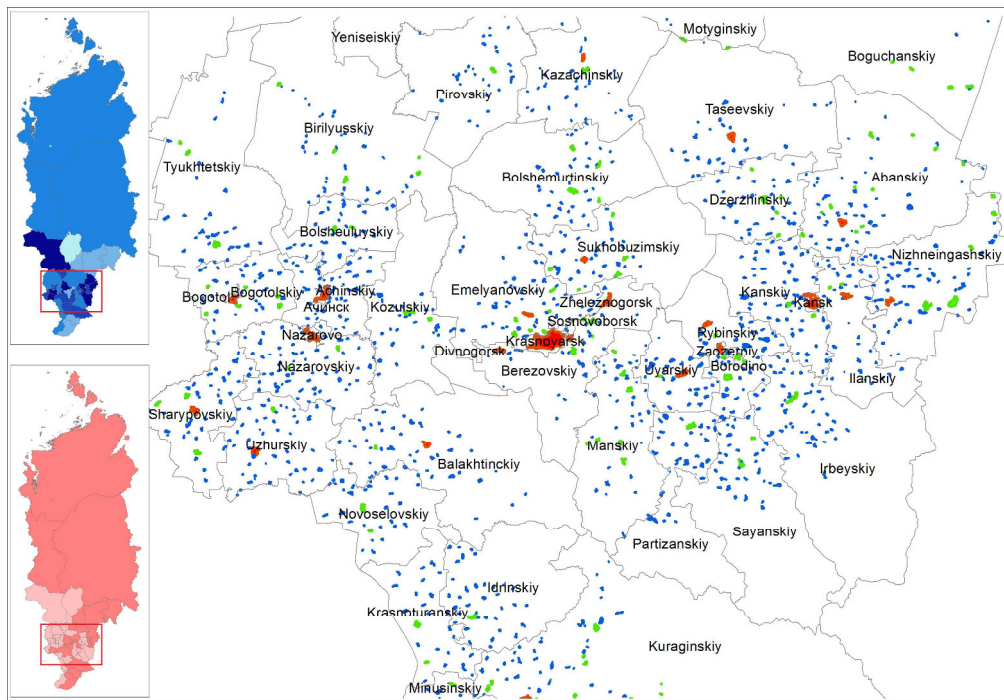 Yeniseiskiy
Motyginskiy
Boguchanskiy
Kazachinskiy
Pirovskiy
Taseevskiy
Birilyusskiy
Tyukhtetskiy
Bolshemurtinskiy
Abanskiy
Dzerzhinskiy
Bolsheuluyskiy
Sukhobuzimskiy
Nizhneingashskiy
Bogotol
Bogotolskiy
Achinskiy
Ачинск
Kozulskiy
Emelyanovskiy
Zheleznogorsk
Kanskiy
Kansk
Sosnovoborsk
Nazarovo
Krasnoyarsk
Rybinskiy
Divnogorsk
Zaozerniy
Nazarovskiy
Berezovskiy
Uyarskiy
Borodino
Ilanskiy
Sharypovskiy
Uzhurskiy
Balakhtinckiy
Manskiy
Irbeyskiy
Novoselovskiy
Sayanskiy
Partizanskiy
Idrinskiy
Krasnoturanskiy
Kuraginskiy
Minusinskiy